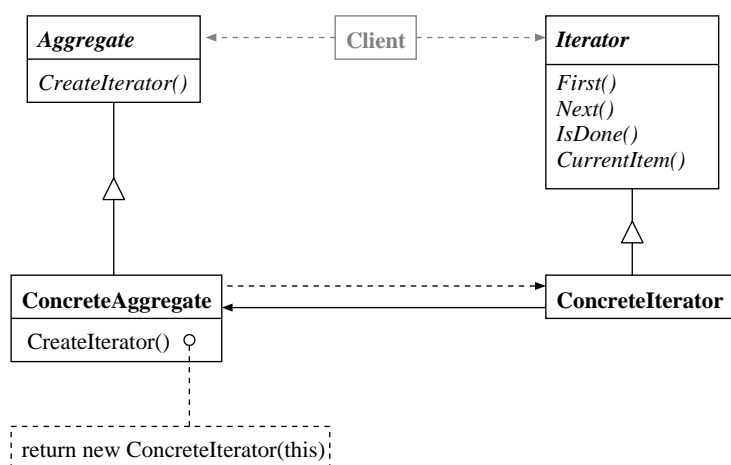 Aggregate
CreateIterator()
Client
Iterator
First()
Next()
IsDone()
CurrentItem()
ConcreteAggregate
CreateIterator()
ConcreteIterator
return new ConcreteIterator(this)